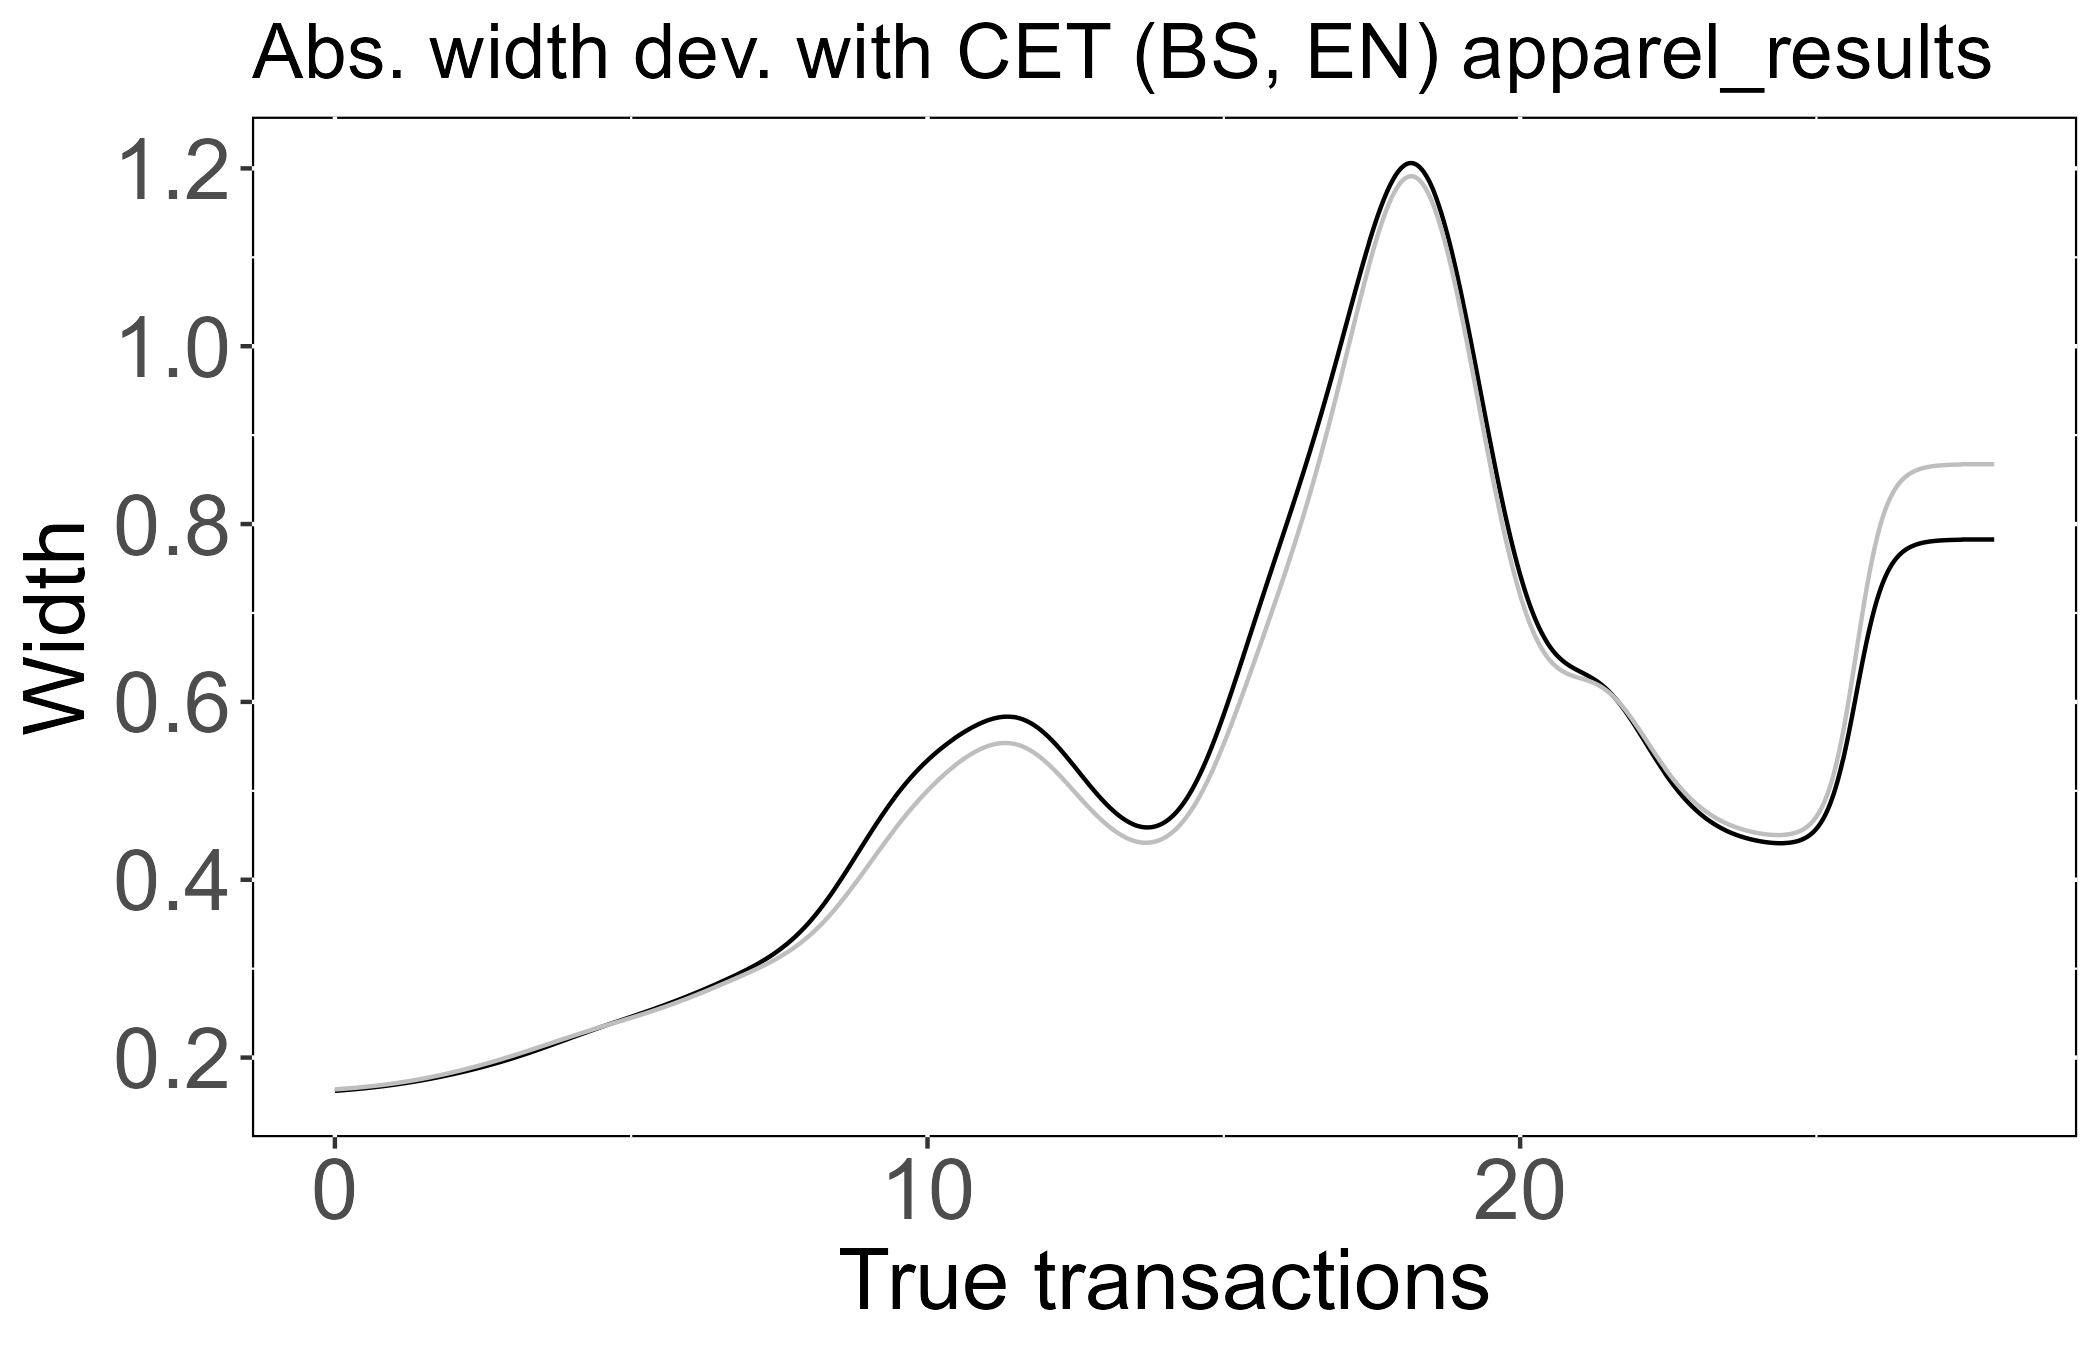 Abs. width dev. with CET (BS, EN) apparel_results
1.2
1.0
0.8
0.6
0.4
0.2
Width
0 10 20
True transactions